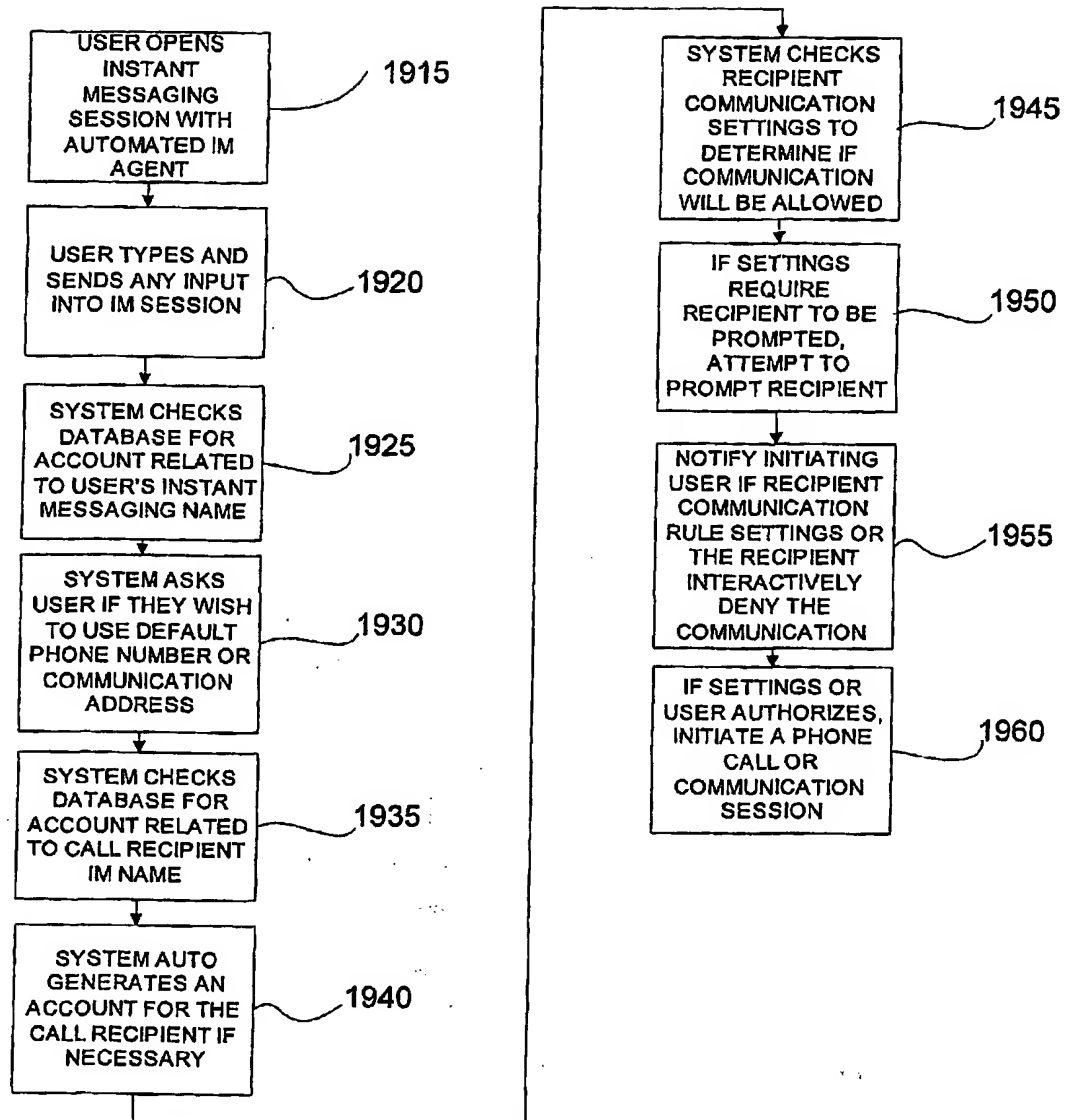 USER OPENS
INSTANT
MESSAGING
SESSION WITH
AUTOMATED IM
AGENT
1915
USER TYPES AND
SENDS ANY INPUT
INTO IM SESSION
1920
SYSTEM CHECKS
DATABASE FOR
ACCOUNT RELATED
TO USER'S INSTANT
MESSAGING NAME
1925
SYSTEM ASKS
USER IF THEY WISH
TO USE DEFAULT
PHONE NUMBER OR
COMMUNICATION
ADDRESS
1930
SYSTEM CHECKS
DATABASE FOR
ACCOUNT RELATED
TO CALL RECIPIENT
IM NAME
1935
SYSTEM AUTO
GENERATES AN
ACCOUNT FOR THE
CALL RECIPIENT IF
NECESSARY
1940
SYSTEM CHECKS
RECIPIENT
COMMUNICATION
SETTINGS TO
DETERMINE IF
COMMUNICATION
WILL BE ALLOWED
1945
IF SETTINGS
REQUIRE
RECIPIENT TO BE
PROMPTED,
ATTEMPT TO
PROMPT RECIPIENT
1950
NOTIFY INITIATING
USER IF RECIPIENT
COMMUNICATION
RULE SETTINGS OR
THE RECIPIENT
INTERACTIVELY
DENY THE
COMMUNICATION
1955
IF SETTINGS OR
USER AUTHORIZES,
INITIATE A PHONE
CALL OR
COMMUNICATION
SESSION
1960